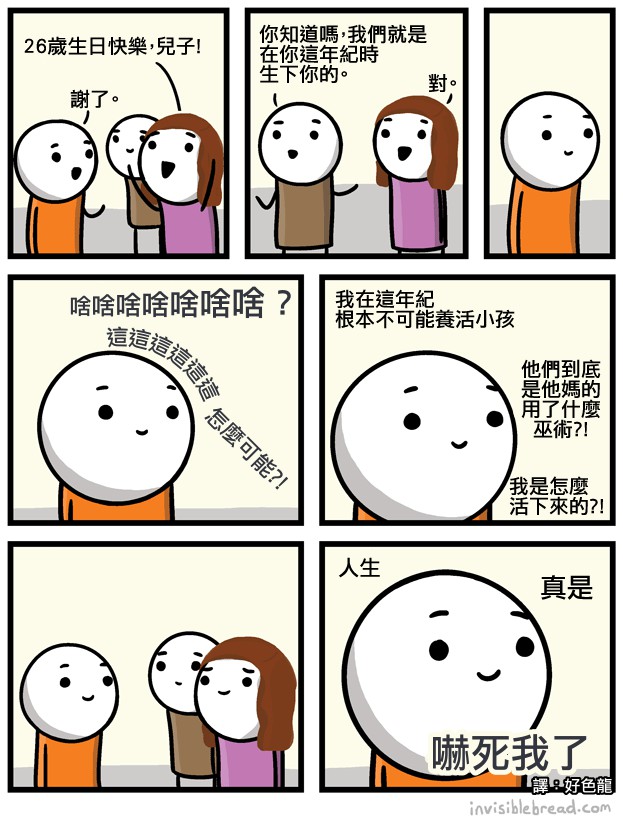 26歲生日快樂，兒子!
謝了。
你知道嗎，我們就是
在你這年紀時
生下你的。
對。
啥啥啥啥啥啥啥？
這這這這這這這
怎麼可能?!
我在這年紀
根本不可能養活小孩
他們到底
是他媽的
用了什麼
巫術?!
我是怎麼
活下來的?!
人生
真是
嚇死我了
譯：好色龍
invisiblebread.com